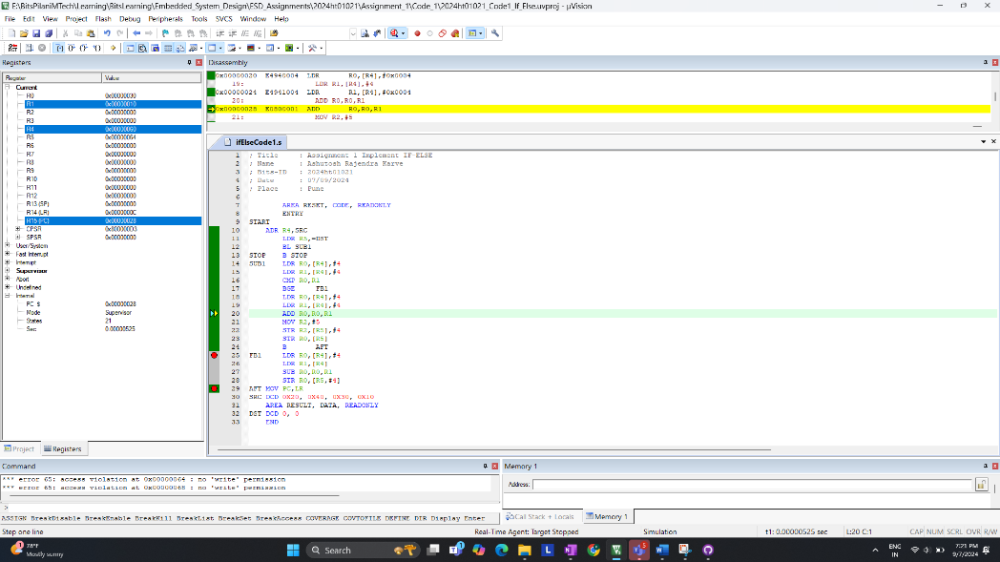 E:\BitsPilaniMTech\Learning\BitsLearning\Embedded_System_Design\ESD_Assignments\2024ht01021\Assignment_1\Code_1\2024ht01021_Code1_If_Else.uvproj - µVision
File Edit View Project Flash Debug Peripherals Tools SVCS Window Help
Registers
Register Value
Current
R0 0x00000030
R1 0x00000010
R2 0x00000000
R3 0x00000000
R4 0x00000060
R5 0x00000064
R6 0x00000000
R7 0x00000000
R8 0x00000000
R9 0x00000000
R10 0x00000000
R11 0x00000000
R12 0x00000000
R13 (SP) 0x00000000
R14 (LR) 0x0000000C
R15 (PC) 0x00000028
CPSR 0x800000D3
SPSR 0x00000000
User/System
Fast Interrupt
Interrupt
Supervisor
Abort
Undefined
Internal
PC $ 0x00000028
Mode Supervisor
States 21
Sec 0.00000525
Project Registers
Disassembly
0x00000020 E4940004 LDR R0,[R4],#0x0004
19: LDR R1,[R4],#4
0x00000024 E4941004 LDR R1,[R4],#0x0004
20: ADD R0,R0,R1
0x00000028 E0800001 ADD R0,R0,R1
21: MOV R2,#5
ifElseCode1.s
1 ; Title : Assignment 1 Implement IF-ELSE
2 ; Name : Ashutosh Rajendra Karve
3 ; Bits-ID : 2024ht01021
4 ; Date : 07/09/2024
5 ; Place : Pune
6
7 AREA RESET, CODE, READONLY
8 ENTRY
9 START
10 ADR R4,SRC
11 LDR R5,=DST
12 BL SUB1
13 STOP B STOP
14 SUB1 LDR R0,[R4],#4
15 LDR R1,[R4],#4
16 CMP R0,R1
17 BGE FB1
18 LDR R0,[R4],#4
19 LDR R1,[R4],#4
20 ADD R0,R0,R1
21 MOV R2,#5
22 STR R2,[R5],#4
23 STR R0,[R5]
24 B AFT
25 FB1 LDR R0,[R4],#4
26 LDR R1,[R4]
27 SUB R0,R0,R1
28 STR R0,[R5,#4]
29 AFT MOV PC,LR
30 SRC DCD 0X20, 0X40, 0X30, 0X10
31 AREA RESULT, DATA, READONLY
32 DST DCD 0, 0
33 END
Command
*** error 65: access violation at 0x00000064 : no 'write' permission
*** error 65: access violation at 0x00000068 : no 'write' permission
>
ASSIGN BreakDisable BreakEnable BreakKill BreakList BreakSet BreakAccess COVERAGE COVTOFILE DEFINE DIR Display Enter
Memory 1
Address:
Call Stack + Locals Memory 1
Step one line Real-Time Agent: Target Stopped Simulation t1: 0.00000525 sec L:20 C:1 CAP NUM SCRL OVR R/W
1 78°F
Mostly sunny
Search
1
5
ENG
IN
7:21 PM
9/7/2024